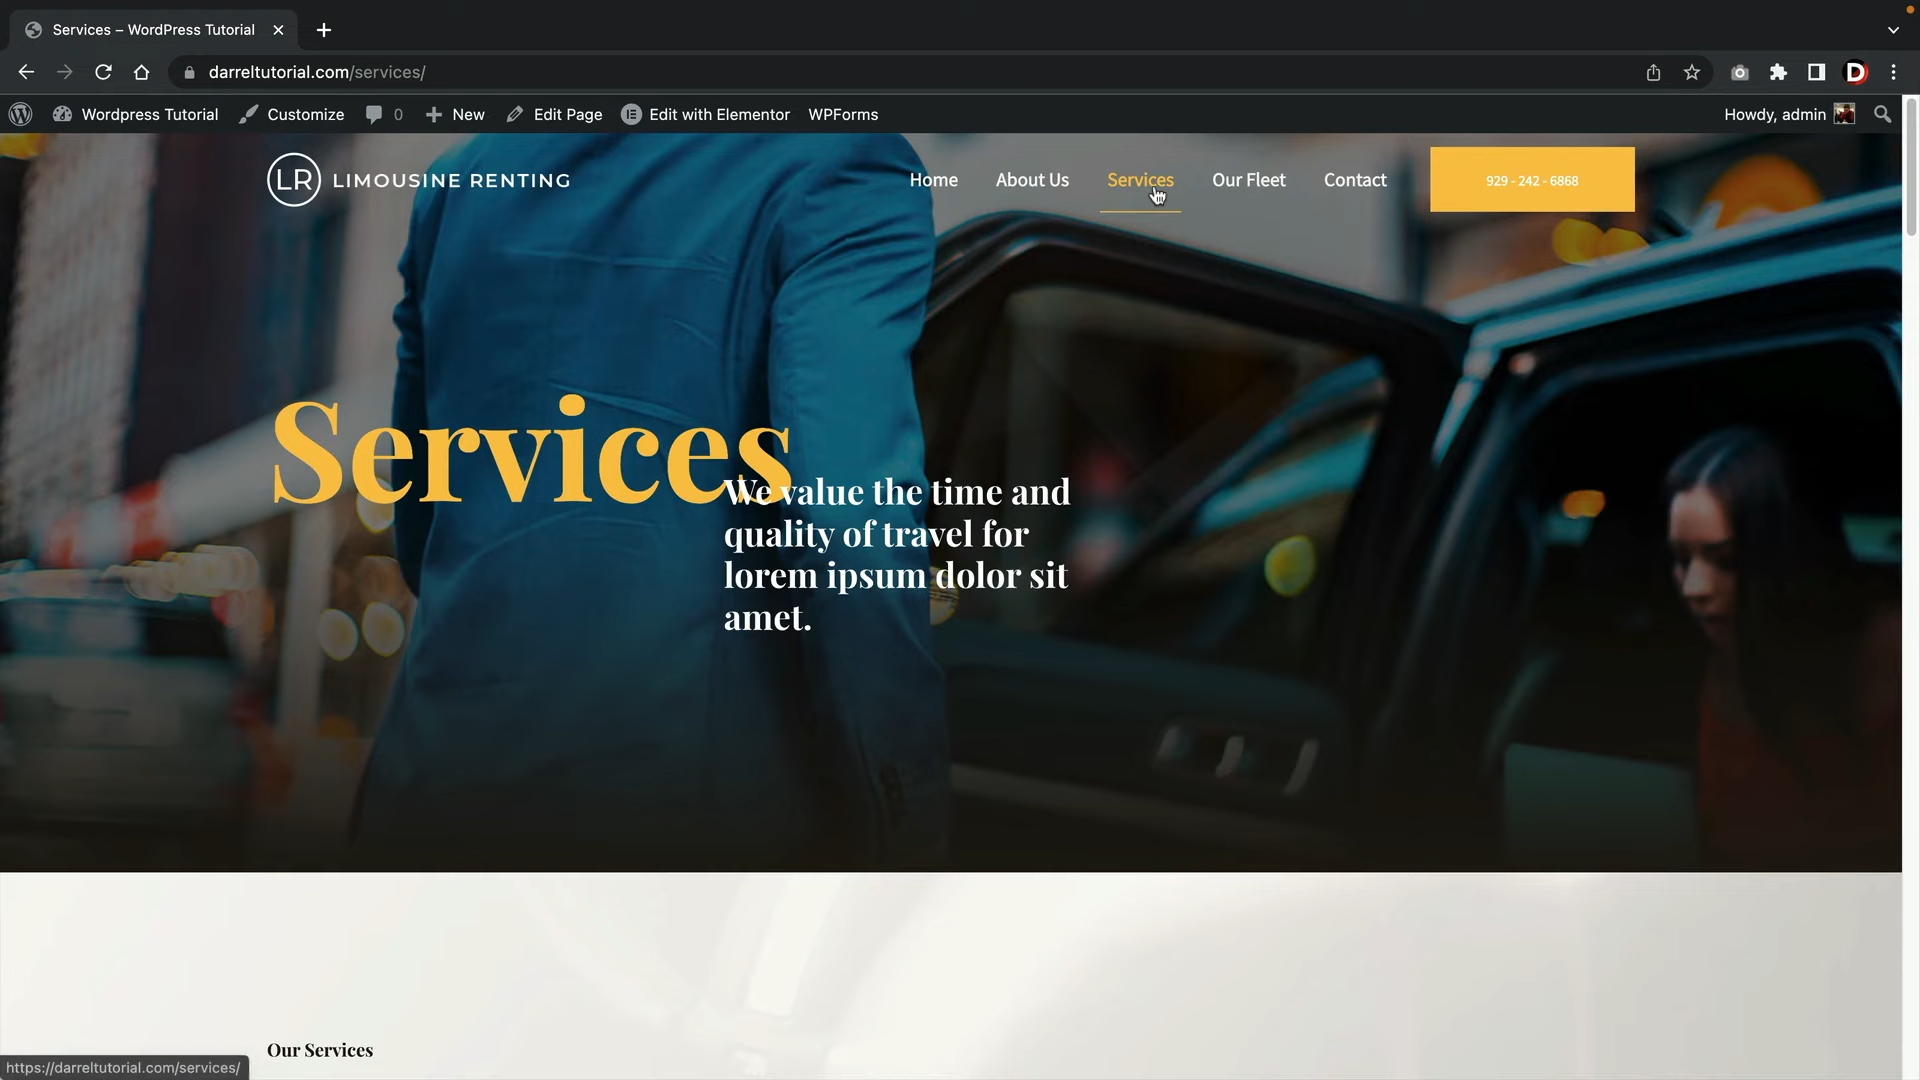 Services – WordPress Tutorial
darreltutorial.com/services/
D
Wordpress Tutorial
Customize
0
New
Edit Page
Edit with Elementor
WPForms
Howdy, admin
LR LIMOUSINE RENTING
Home
About Us
Services
Our Fleet
Contact
929 - 242 - 6868
Services
We value the time and
quality of travel for
lorem ipsum dolor sit
amet.
Our Services
https://darreltutorial.com/services/